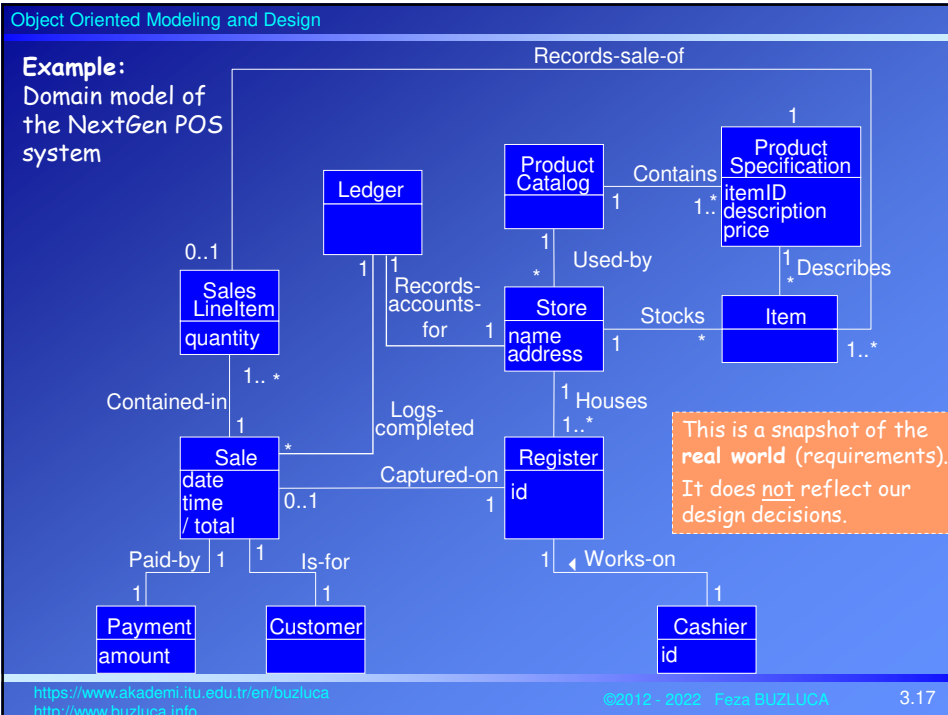 Object Oriented Modeling and Design
Example:
Domain model of
the NextGen POS
system
Records-sale-of
1
Product
Specification
itemID
description
price
Product
Catalog
Contains
1
1..*
Ledger
0..1
1
Used-by
*
1
Describes
*
1
1
Records-
accounts-
for
1
Sales
LineItem
quantity
Store
name
address
Stocks
1
*
Item
1..*
1.. *
Contained-in
1
Logs-
completed
*
1
Houses
1..*
This is a snapshot of the
real world (requirements).
It does not reflect our
design decisions.
Sale
date
time
/ total
Captured-on
0..1
1
Register
id
Paid-by
1
1
Is-for
1
Works-on
1
1
1
Payment
amount
Customer
Cashier
id
https://www.akademi.itu.edu.tr/en/buzluca
http://www.buzluca.info
©2012 - 2022 Feza BUZLUCA
3.17